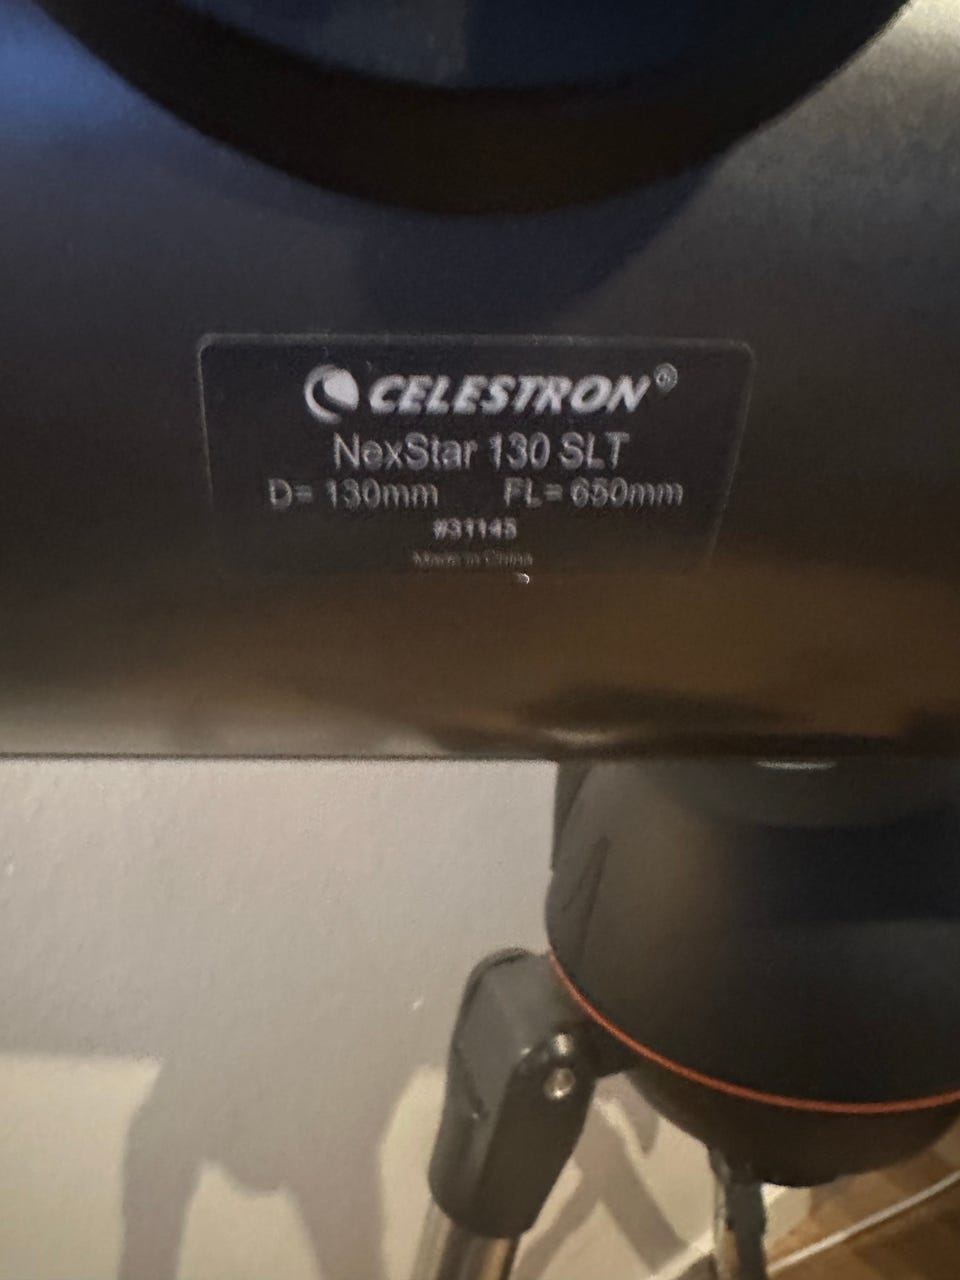 CELESTRON®
NexStar 130 SLT
D= 130mm FL= 650mm
#31145
Made in China